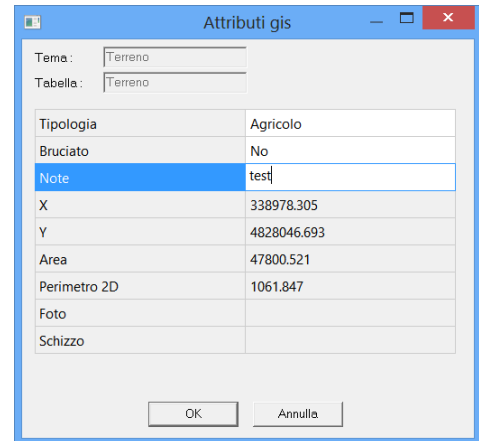 Attributi gis
Tema : Terreno
Tabella : Terreno
Tipologia Agricolo
Bruciato No
Note test
X 338978.305
Y 4828046.693
Area 47800.521
Perimetro 2D 1061.847
Foto
Schizzo
OK Annulla